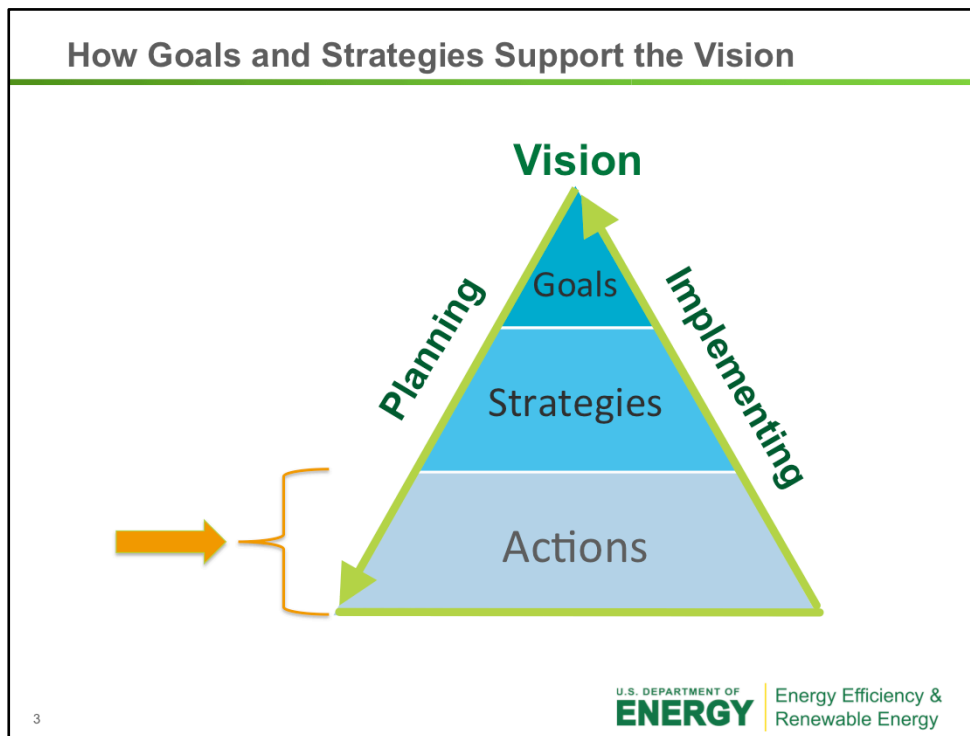 How Goals and Strategies Support the Vision
Vision
Goals
Planning
Implementing
Strategies
Actions
3
U.S. DEPARTMENT OF
ENERGY
Energy Efficiency &
Renewable Energy